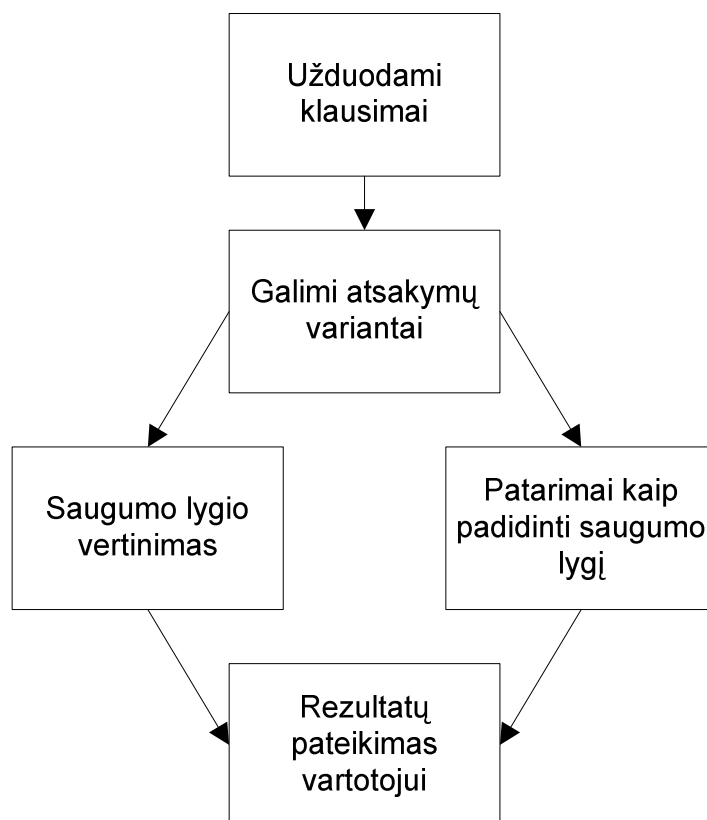 Užduodami
klausimai
Galimi atsakymų
variantai
Saugumo lygio
vertinimas
Patarimai kaip
padidinti saugumo
lygį
Rezultatų
pateikimas
vartotojui